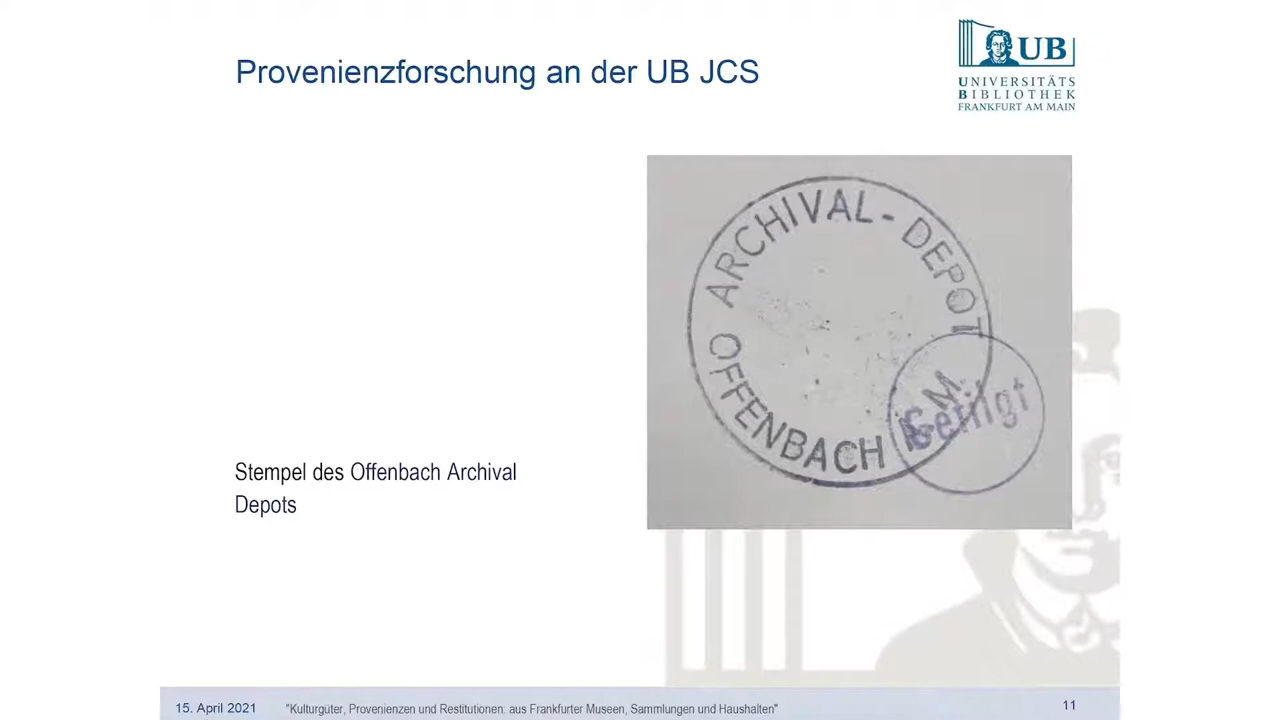 Provenienzforschung an der UB JCS
UB
UNIVERSITÄTS
BIBLIOTHEK
FRANKFURT AM MAIN
ARCHIVAL-DEPOT
OFFENBACH A.M.
Stempel des Offenbach Archival
Depots
15. April 2021
"Kulturgüter, Provenienzen und Restitutionen: aus Frankfurter Museen, Sammlungen und Haushalten"
11